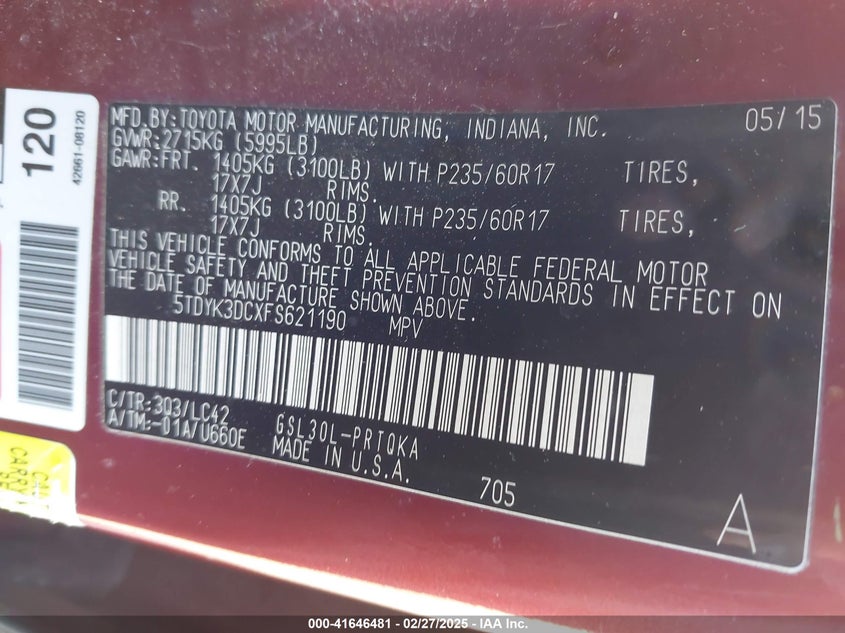 120
42661-08120
MFD.BY:TOYOTA MOTOR MANUFACTURING, INDIANA, INC. 05/15
GVWR:2715KG (5995LB)
GAWR:FRT. 1405KG (3100LB) WITH P235/60R17 TIRES,
17X7J RIMS.
RR. 1405KG (3100LB) WITH P235/60R17 TIRES,
17X7J RIMS.
THIS VEHICLE CONFORMS TO ALL APPLICABLE FEDERAL MOTOR
VEHICLE SAFETY AND THEFT PREVENTION STANDARDS IN EFFECT ON
THE DATE OF MANUFACTURE SHOWN ABOVE.
5TDYK3DCXFS621190 MPV
C/TR:3Q3/LC42 GSL30L-PRTQKA
A/TM:-01A/U660E MADE IN U.S.A.
705
A
000-41646481 - 02/27/2025 - IAA Inc.